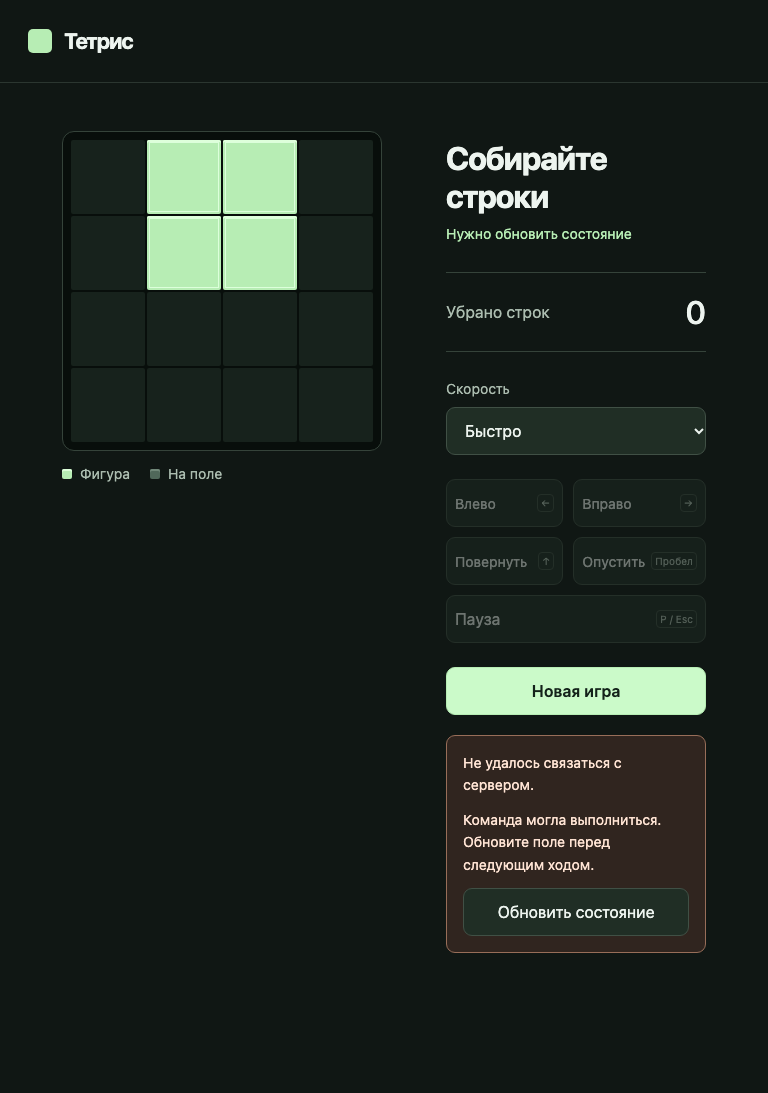 Тетрис
Собирайте
строки
Нужно обновить состояние
Убрано строк 0
Скорость
Быстро
Фигура На поле
Влево ← Вправо →
Повернуть ↑ Опустить Пробел
Пауза P / Esc
Новая игра
Не удалось связаться с
сервером.
Команда могла выполниться.
Обновите поле перед
следующим ходом.
Обновить состояние